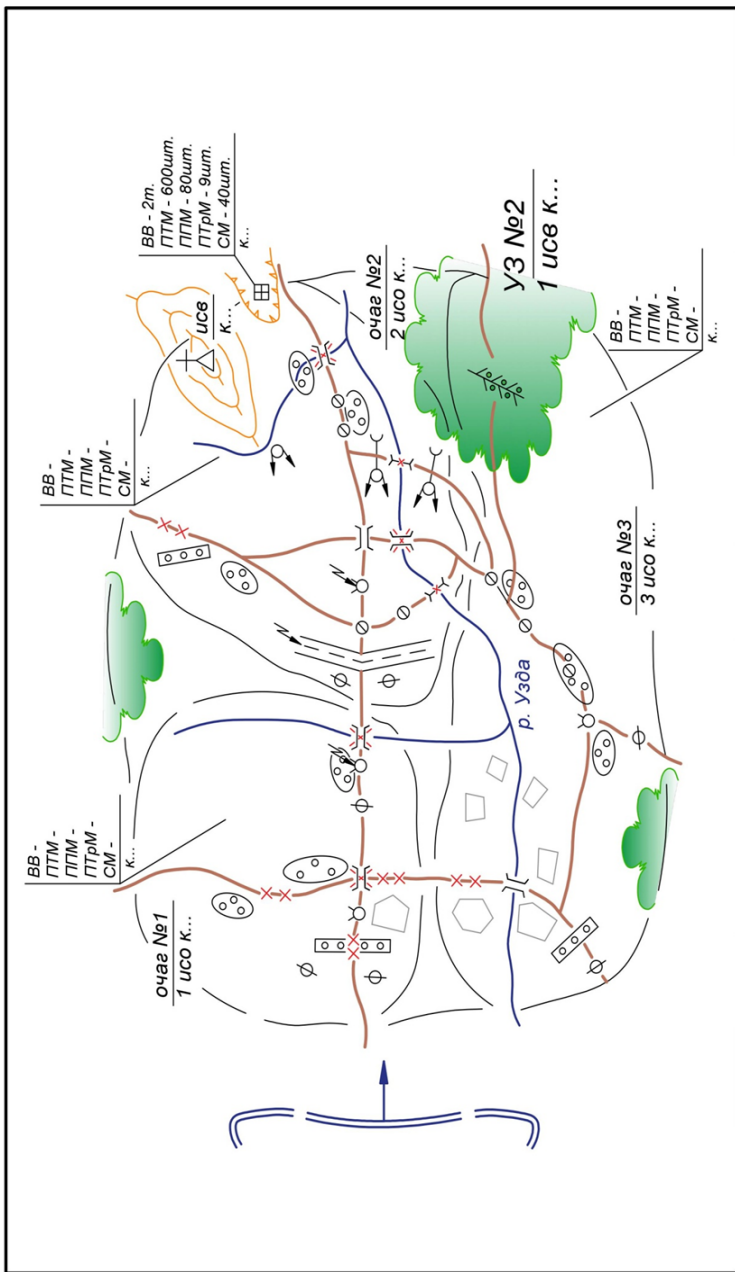 ВВ -
ПТМ -
ППМ -
ПТрМ -
СМ -
к...
очаг №1
1 исо к...
ВВ -
ПТМ -
ППМ -
ПТрМ -
СМ -
к...
исв
к...
ВВ - 2т.
ПТМ - 600шт.
ППМ - 80шт.
ПТрМ - 9шт.
СМ - 40шт.
к...
очаг №2
2 исо к...
р. Узда
УЗ №2
1 исв к...
очаг №3
3 исо к...
ВВ -
ПТМ -
ППМ -
ПТрМ -
СМ -
к...